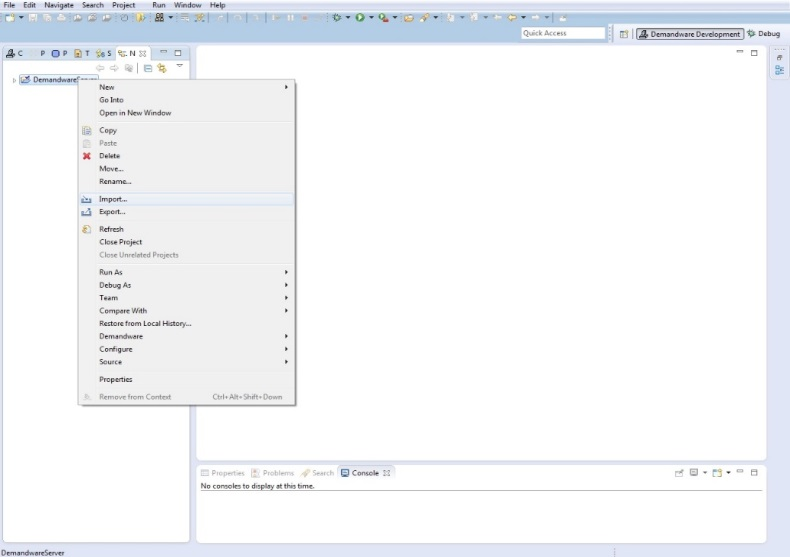 File Edit Navigate Search Project Run Window Help
Quick Access
Demandware Development
Debug
C P P T S N
DemandwareServer
New
Go Into
Open in New Window
Copy
Paste
Delete
Move...
Rename...
Import...
Export...
Refresh
Close Project
Close Unrelated Projects
Run As
Debug As
Team
Compare With
Restore from Local History...
Demandware
Configure
Source
Properties
Remove from Context Ctrl+Alt+Shift+Down
Properties Problems Search Console
No consoles to display at this time.
DemandwareServer